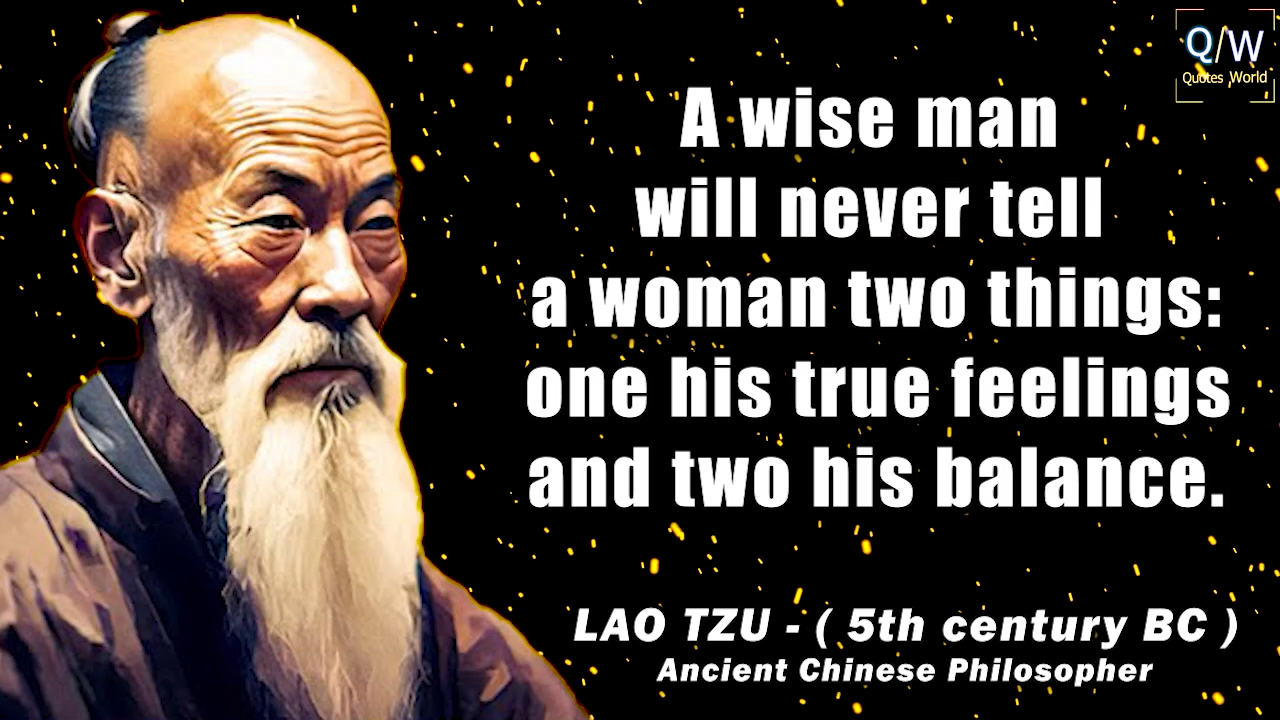 Q/W
Quotes World
A wise man
will never tell
a woman two things:
one his true feelings
and two his balance.
LAO TZU - ( 5th century BC )
Ancient Chinese Philosopher